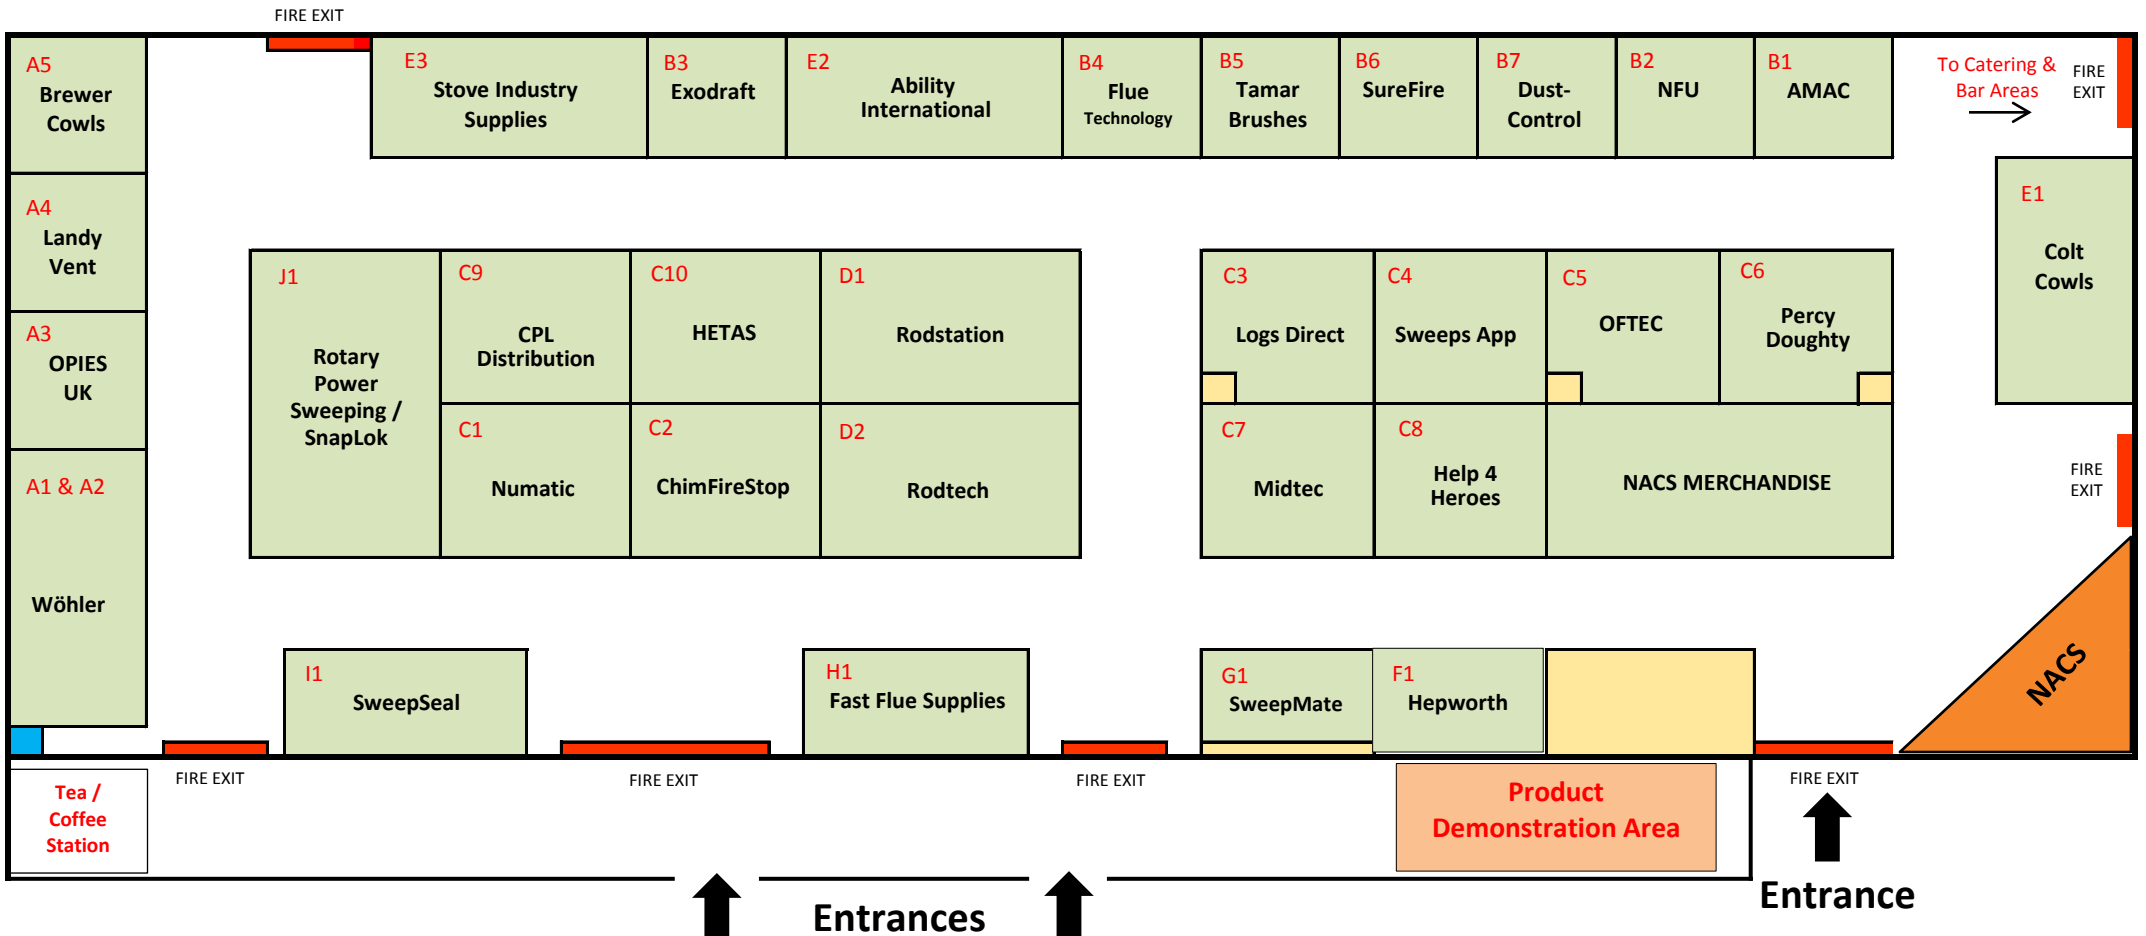 FIRE EXIT
A5
Brewer
Cowls
E3
Stove Industry
Supplies
B3
Exodraft
E2
Ability
International
B4
Flue
Technology
B5
Tamar
Brushes
B6
SureFire
B7
Dust-
Control
B2
NFU
B1
AMAC
To Catering &
Bar Areas
FIRE
EXIT
A4
Landy
Vent
A3
OPIES
UK
A1 & A2
Wöhler
J1
Rotary
Power
Sweeping /
SnapLok
C9
CPL
Distribution
C10
HETAS
D1
Rodstation
C1
Numatic
C2
ChimFireStop
D2
Rodtech
C3
Logs Direct
C4
Sweeps App
C5
OFTEC
C6
Percy
Doughty
C7
Midtec
C8
Help 4
Heroes
NACS MERCHANDISE
E1
Colt
Cowls
FIRE
EXIT
NACS
I1
SweepSeal
H1
Fast Flue Supplies
G1
SweepMate
F1
Hepworth
FIRE EXIT
FIRE EXIT
FIRE EXIT
FIRE EXIT
Tea /
Coffee
Station
Product
Demonstration Area
Entrances
Entrance